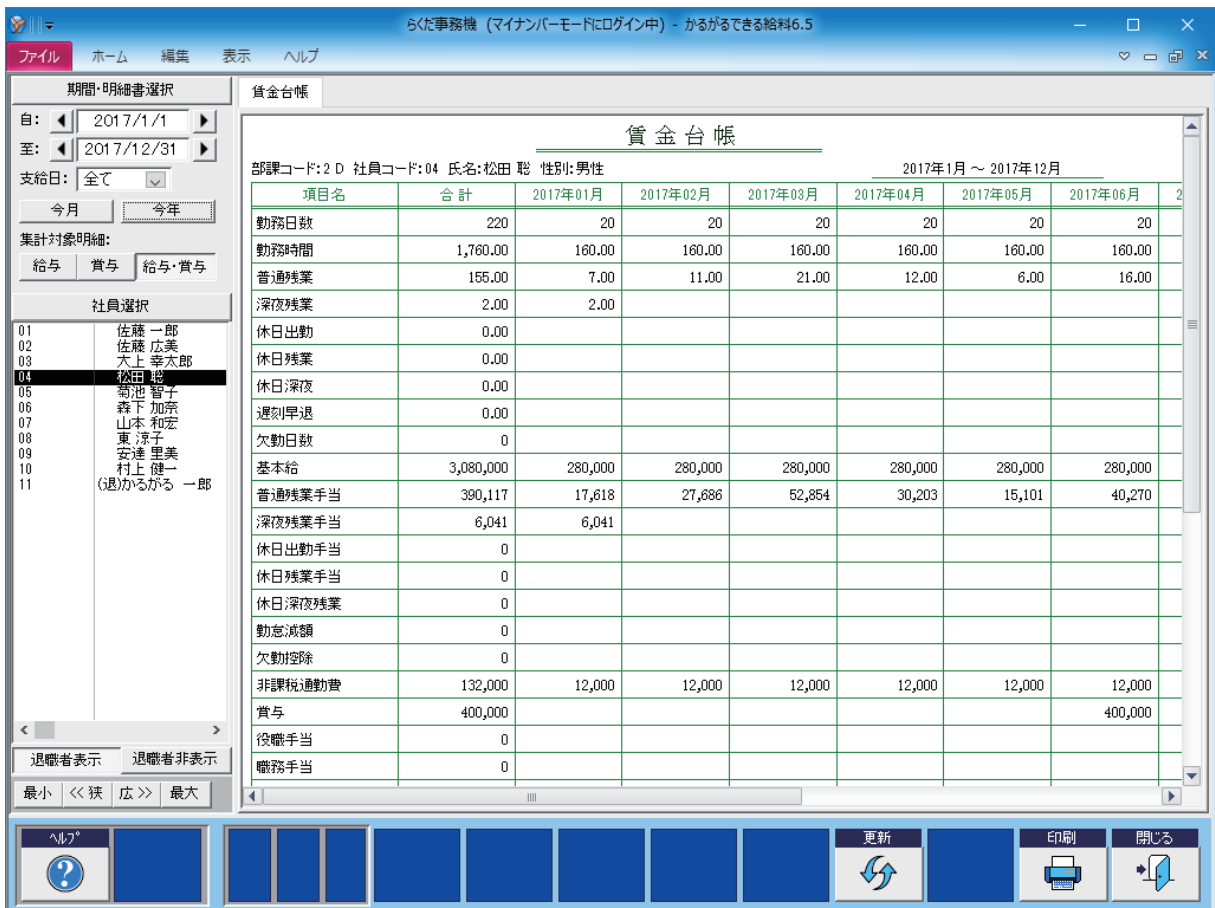 らくだ事務機 (マイナンバーモードにログイン中) - かるがるできる給料6.5
ファイル ホーム 編集 表示 ヘルプ
期間・明細書選択
自: 2017/1/1
至: 2017/12/31
支給日: 全て
今月 今年
集計対象明細:
給与 賞与 給与・賞与
社員選択
01 佐藤 一郎
02 佐藤 広美
03 大上 幸太郎
04 松田 聡
05 菊池 智子
06 森下 加奈
07 山本 和宏
08 東 涼子
09 安達 里美
10 村上 健一
11 (退)かるがる 一郎
退職者表示 退職者非表示
最小 <<狭 広>> 最大
賃金台帳
賃金台帳
部課コード:2 D 社員コード:04 氏名:松田 聡 性別:男性 2017年1月 ～ 2017年12月
項目名 合計 2017年01月 2017年02月 2017年03月 2017年04月 2017年05月 2017年06月 2
勤務日数 220 20 20 20 20 20 20
勤務時間 1,760.00 160.00 160.00 160.00 160.00 160.00 160.00
普通残業 155.00 7.00 11.00 21.00 12.00 6.00 16.00
深夜残業 2.00 2.00
休日出勤 0.00
休日残業 0.00
休日深夜 0.00
遅刻早退 0.00
欠勤日数 0
基本給 3,080,000 280,000 280,000 280,000 280,000 280,000 280,000
普通残業手当 390,117 17,618 27,686 52,854 30,203 15,101 40,270
深夜残業手当 6,041 6,041
休日出勤手当 0
休日残業手当 0
休日深夜残業 0
勤怠減額 0
欠勤控除 0
非課税通勤費 132,000 12,000 12,000 12,000 12,000 12,000 12,000
賞与 400,000 400,000
役職手当 0
職務手当 0
ヘルプ 更新 印刷 閉じる